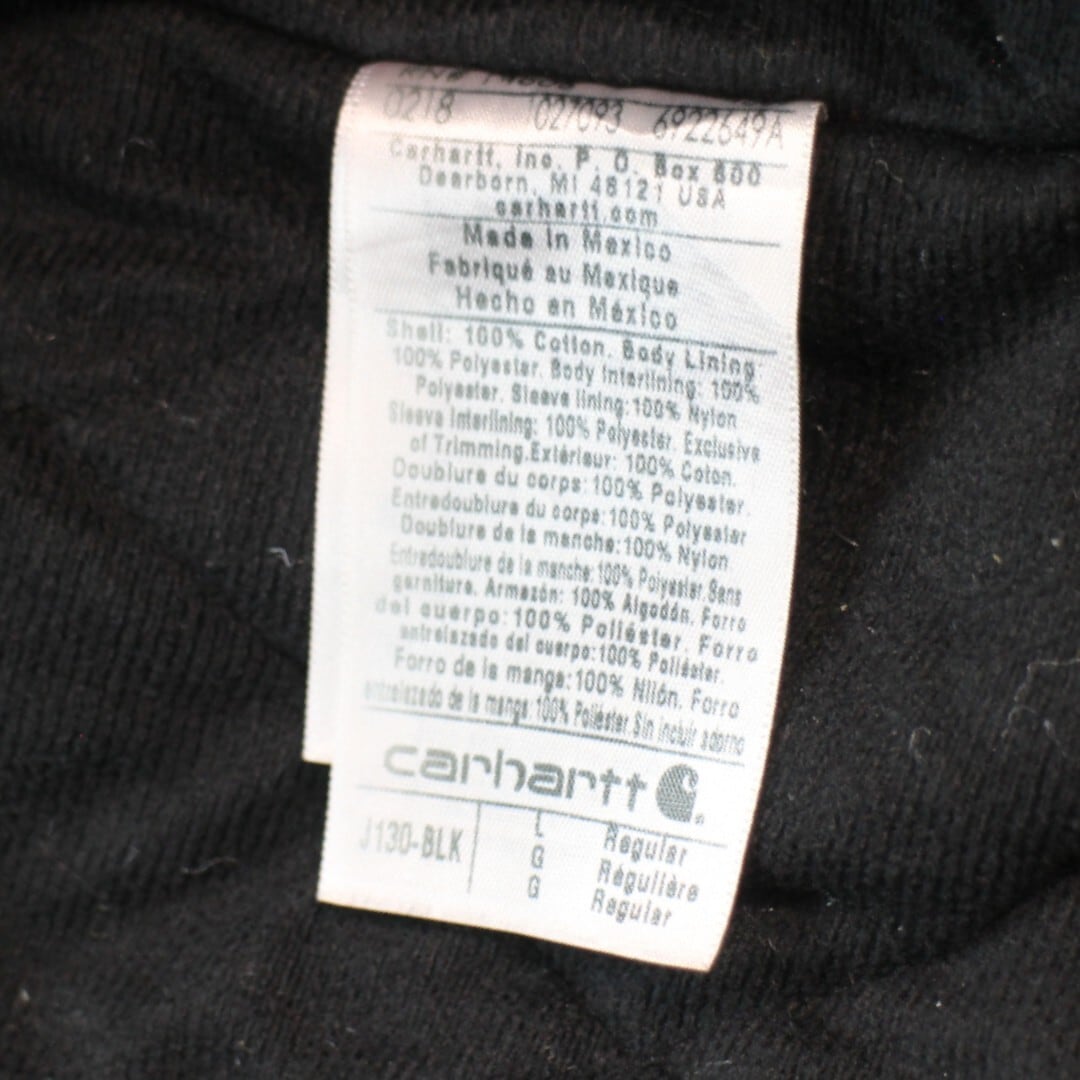 0218 1027093 6922649A
Carhartt, Inc. P. O. Box 600
Dearborn, MI 48121 USA
carhartt.com
Made in Mexico
Fabriqué au Mexique
Hecho en México
Shell: 100% Cotton. Body Lining
100% Polyester. Body Interlining: 100%
Polyester. Sleeve lining:100% Nylon
Sleeve Interlining: 100% Polyester. Exclusive
of Trimming.Extérieur: 100% Coton.
Doublure du corps:100% Polyester.
Entredoublure du corps:100% Polyester
Doublure de la manche:100% Nylon
Entredoublure de la manche:100% Polyester.Sans
garniture. Armazón: 100% Algodón. Forro
del cuerpo:100% Poliéster. Forro
entrelazado del cuerpo:100% Poliéster.
Forro de la manga:100% Nilón. Forro
entrelazado de la manga:100% Poliéster.Sin incluir adorno
carhartt
J130-BLK L Regular
G Régulière
G Regular